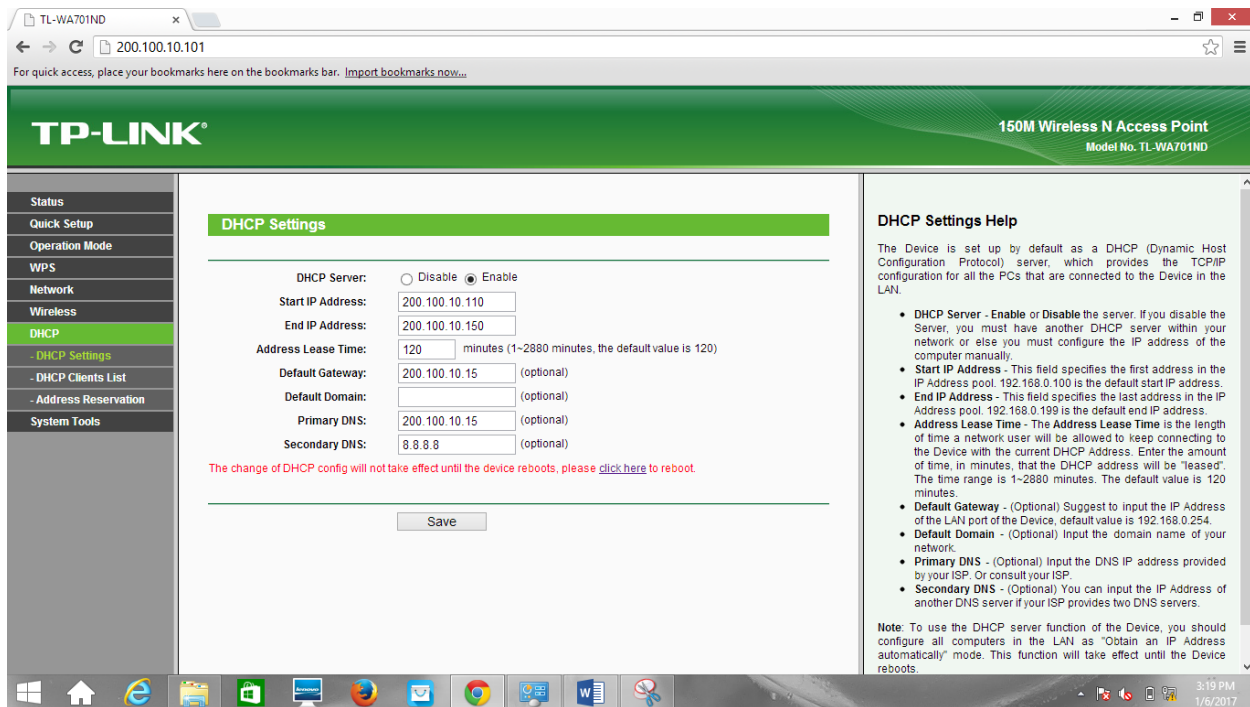 TL-WA701ND
200.100.10.101
For quick access, place your bookmarks here on the bookmarks bar. Import bookmarks now...
TP-LINK®
150M Wireless N Access Point
Model No. TL-WA701ND
Status
Quick Setup
Operation Mode
WPS
Network
Wireless
DHCP
- DHCP Settings
- DHCP Clients List
- Address Reservation
System Tools
DHCP Settings
DHCP Server: Disable Enable
Start IP Address: 200.100.10.110
End IP Address: 200.100.10.150
Address Lease Time: 120 minutes (1~2880 minutes, the default value is 120)
Default Gateway: 200.100.10.15 (optional)
Default Domain: (optional)
Primary DNS: 200.100.10.15 (optional)
Secondary DNS: 8.8.8.8 (optional)
The change of DHCP config will not take effect until the device reboots, please click here to reboot.
Save
DHCP Settings Help
The Device is set up by default as a DHCP (Dynamic Host
Configuration Protocol) server, which provides the TCP/IP
configuration for all the PCs that are connected to the Device in the
LAN.
• DHCP Server - Enable or Disable the server. If you disable the
Server, you must have another DHCP server within your
network or else you must configure the IP address of the
computer manually.
• Start IP Address - This field specifies the first address in the
IP Address pool. 192.168.0.100 is the default start IP address.
• End IP Address - This field specifies the last address in the IP
Address pool. 192.168.0.199 is the default end IP address.
• Address Lease Time - The Address Lease Time is the length
of time a network user will be allowed to keep connecting to
the Device with the current DHCP Address. Enter the amount
of time, in minutes, that the DHCP address will be "leased".
The time range is 1~2880 minutes. The default value is 120
minutes.
• Default Gateway - (Optional) Suggest to input the IP Address
of the LAN port of the Device, default value is 192.168.0.254.
• Default Domain - (Optional) Input the domain name of your
network.
• Primary DNS - (Optional) Input the DNS IP address provided
by your ISP. Or consult your ISP.
• Secondary DNS - (Optional) You can input the IP Address of
another DNS server if your ISP provides two DNS servers.
Note: To use the DHCP server function of the Device, you should
configure all computers in the LAN as "Obtain an IP Address
automatically" mode. This function will take effect until the Device
reboots.
lenovo
3:19 PM
1/6/2017